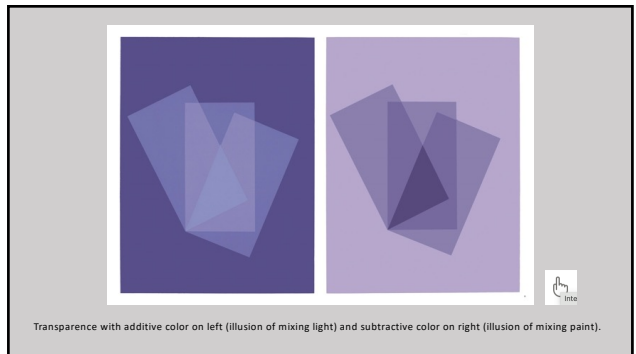 Inte
Transparence with additive color on left (illusion of mixing light) and subtractive color on right (illusion of mixing paint).